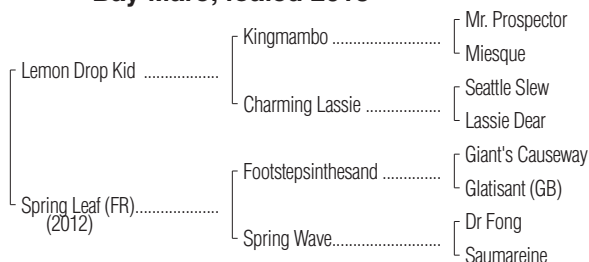 Bay Mare; foaled
Mr. Prospector
Kingmambo ..........................
Miesque
Lemon Drop Kid ..................
Seattle Slew
Charming Lassie ..................
Lassie Dear
Giant's Causeway
Footstepsinthesand ..............
Glatisant (GB)
Spring Leaf (FR)....................
(2012)
Dr Fong
Spring Wave..........................
Saumareine